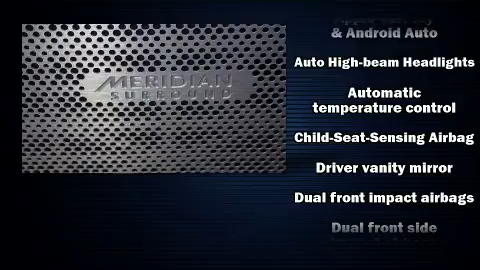 MERIDIAN
SURROUND
& Android Auto
Auto High-beam Headlights
Automatic
temperature control
Child-Seat-Sensing Airbag
Driver vanity mirror
Dual front impact airbags
Dual front side